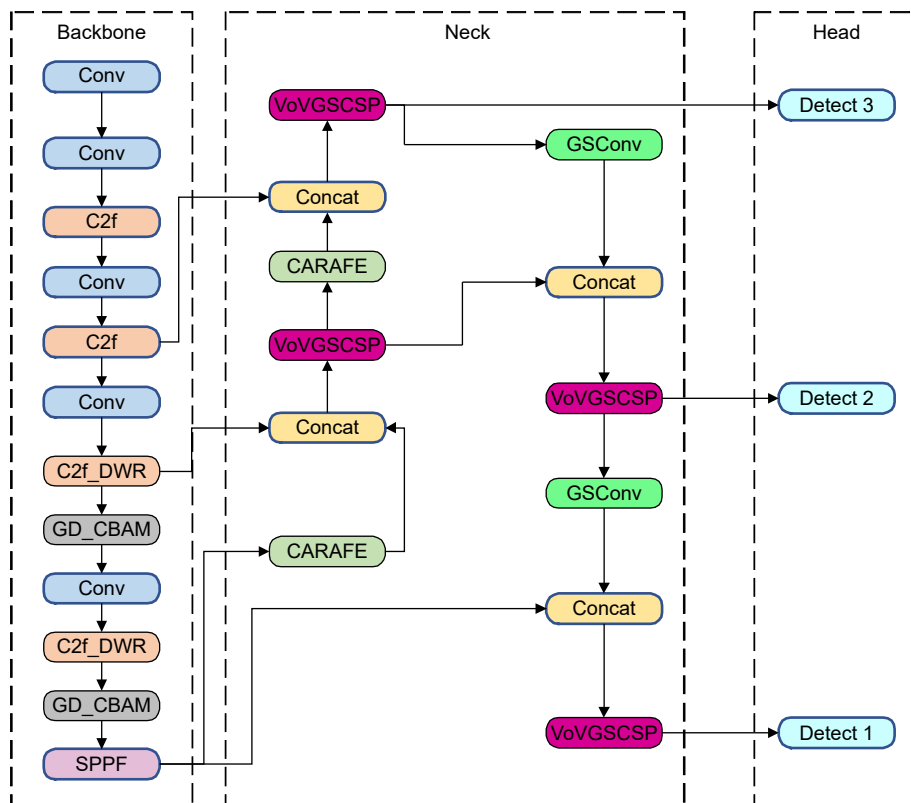 Backbone
Conv
Conv
C2f
Conv
C2f
Conv
C2f_DWR
GD_CBAM
Conv
C2f_DWR
GD_CBAM
SPPF
Neck
VoVGSCSP
Concat
CARAFE
VoVGSCSP
Concat
CARAFE
GSConv
Concat
VoVGSCSP
GSConv
Concat
VoVGSCSP
Head
Detect 3
Detect 2
Detect 1